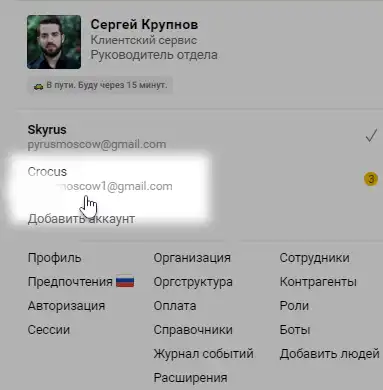 Сергей Крупнов
Клиентский сервис
Руководитель отдела
В пути. Буду через 15 минут.
Skyrus
pyrusmoscow@gmail.com
Crocus
moscow1@gmail.com
3
Добавить аккаунт
Профиль Организация Сотрудники
Предпочтения Оргструктура Контрагенты
Авторизация Оплата Роли
Сессии Справочники Боты
Журнал событий Добавить людей
Расширения